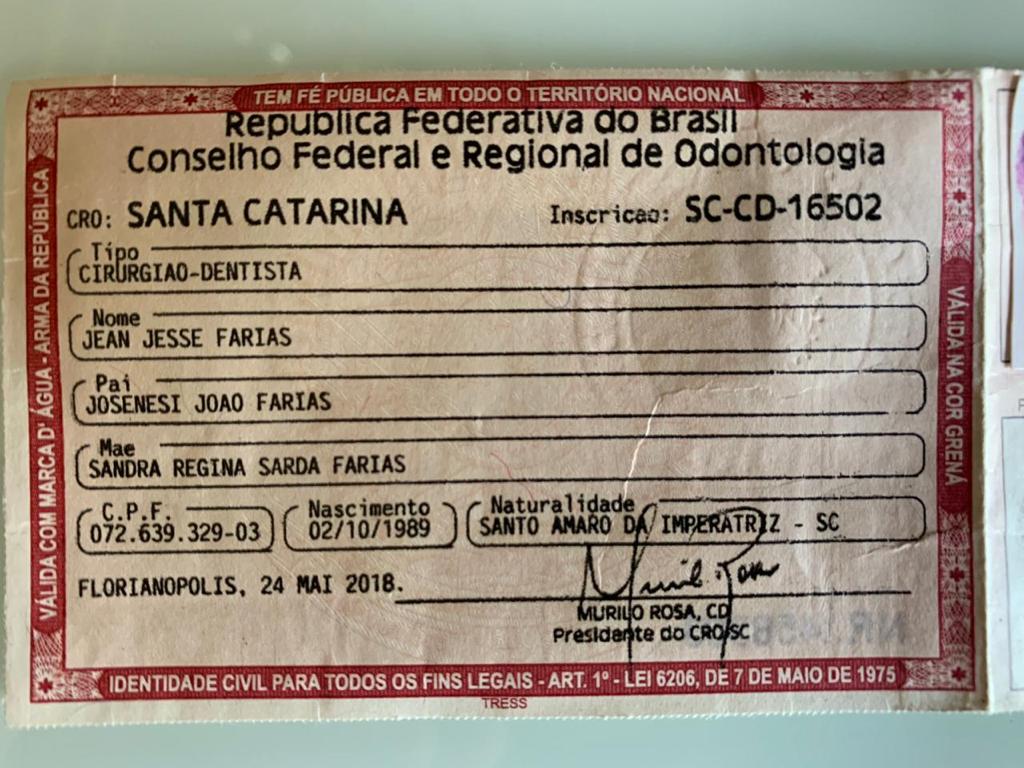 TEM FÉ PÚBLICA EM TODO O TERRITÓRIO NACIONAL
República Federativa do Brasil
Conselho Federal e Regional de Odontologia
CRO: SANTA CATARINA Inscricao: SC-CD-16502
Tipo
CIRURGIAO-DENTISTA
Nome
JEAN JESSE FARIAS
Pai
JOSENESI JOAO FARIAS
Mae
SANDRA REGINA SARDA FARIAS
C.P.F. Nascimento Naturalidade
072.639.329-03 02/10/1989 SANTO AMARO DA IMPERATRIZ - SC
FLORIANOPOLIS, 24 MAI 2018.
MURILO ROSA, CD
Presidente do CRO/SC
IDENTIDADE CIVIL PARA TODOS OS FINS LEGAIS - ART. 1º - LEI 6206, DE 7 DE MAIO DE 1975
TRESS
VÁLIDA COM MARCA D' ÁGUA - ARMA DA REPÚBLICA
VÁLIDA NA COR GRENÁ